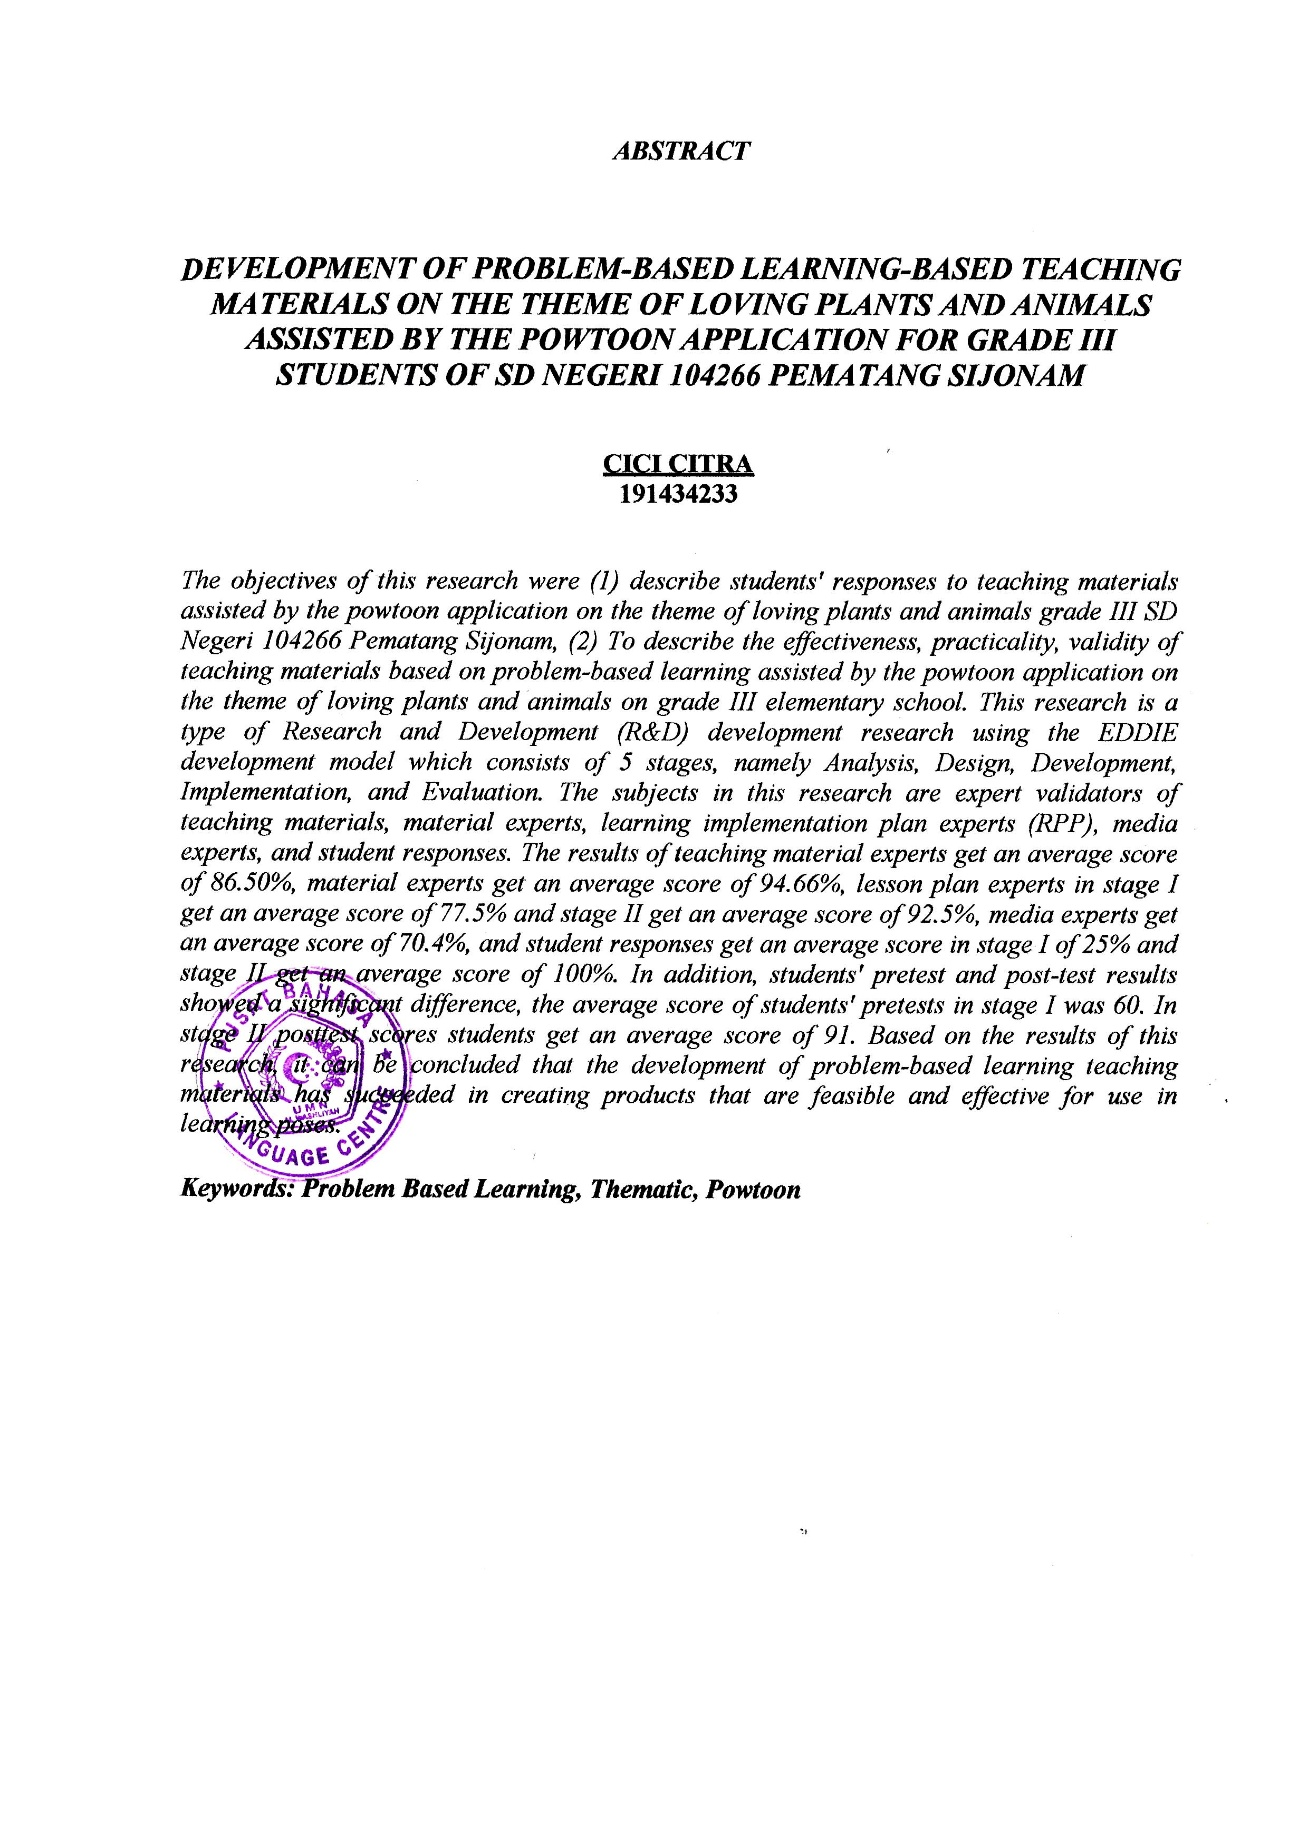 ABSTRACT
DEVELOPMENT OF PROBLEM-BASED LEARNING-BASED TEACHING
MATERIALS ON THE THEME OF LOVING PLANTS AND ANIMALS
ASSISTED BY THE POWTOON APPLICATION FOR GRADE III
STUDENTS OF SD NEGERI 104266 PEMATANG SIJONAM
CICI CITRA
191434233
The objectives of this research were (1) describe students' responses to teaching materials
assisted by the powtoon application on the theme of loving plants and animals grade III SD
Negeri 104266 Pematang Sijonam, (2) To describe the effectiveness, practicality, validity of
teaching materials based on problem-based learning assisted by the powtoon application on
the theme of loving plants and animals on grade III elementary school. This research is a
type of Research and Development (R&D) development research using the EDDIE
development model which consists of 5 stages, namely Analysis, Design, Development,
Implementation, and Evaluation. The subjects in this research are expert validators of
teaching materials, material experts, learning implementation plan experts (RPP), media
experts, and student responses. The results of teaching material experts get an average score
of 86.50%, material experts get an average score of 94.66%, lesson plan experts in stage I
get an average score of 77.5% and stage II get an average score of 92.5%, media experts get
an average score of 70.4%, and student responses get an average score in stage I of 25% and
stage II get an average score of 100%. In addition, students' pretest and post-test results
showed a significant difference, the average score of students' pretests in stage I was 60. In
stage II posttest scores students get an average score of 91. Based on the results of this
research, it can be concluded that the development of problem-based learning teaching
materials has succeeded in creating products that are feasible and effective for use in
learning poses.
PUSAT BAHASA
UMN
LANGUAGE CENTRE
Keywords: Problem Based Learning, Thematic, Powtoon